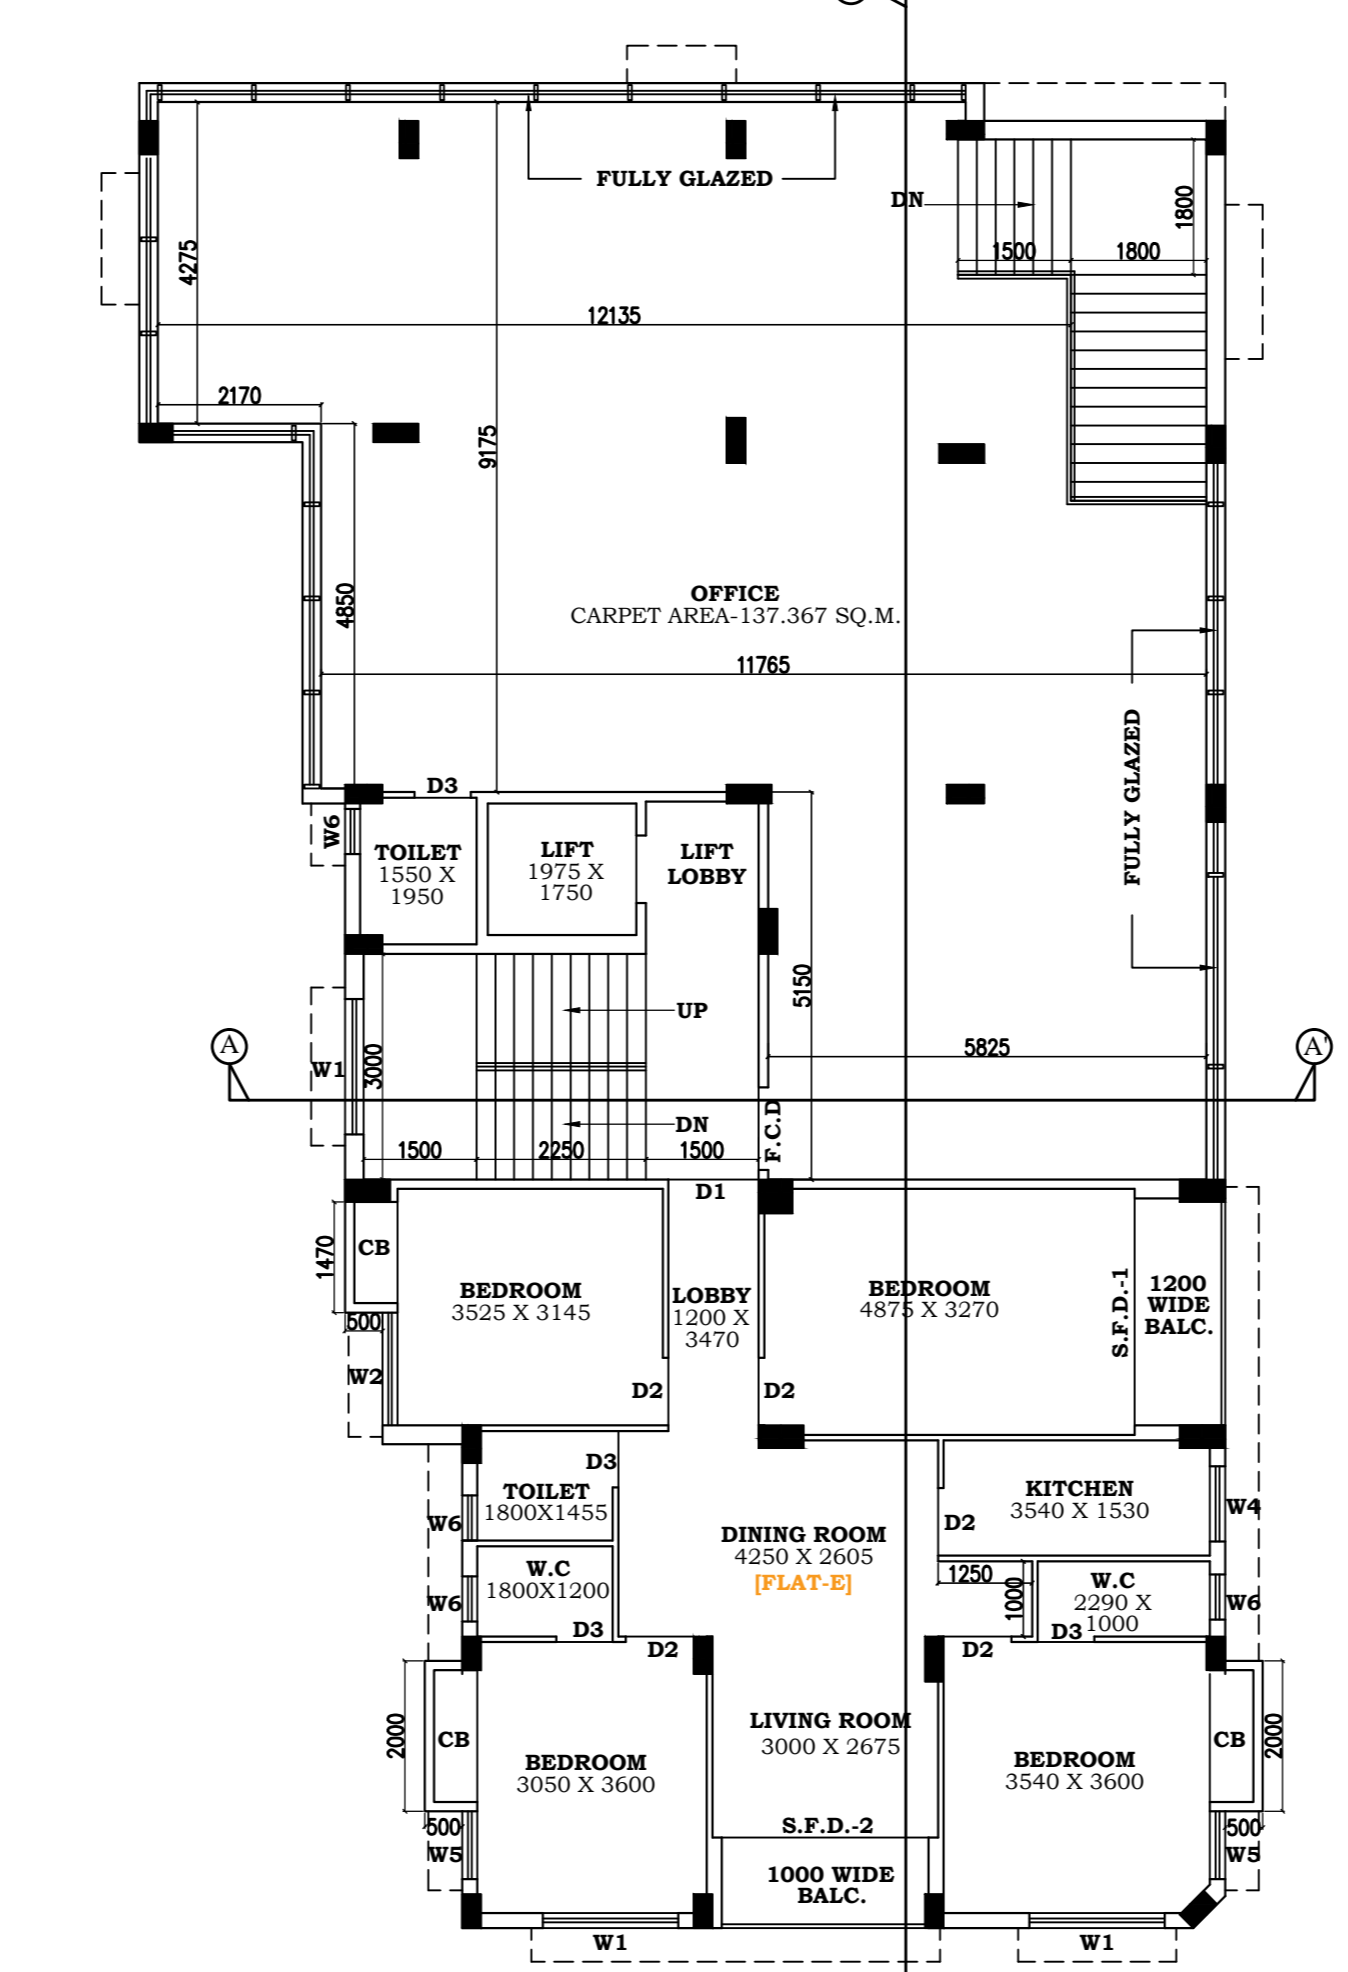 FULLY GLAZED
DN
1800
1500
1800
4275
12135
2170
9175
4850
OFFICE
CARPET AREA-137.367 SQ.M.
11765
FULLY GLAZED
D3
W6
TOILET
1550 X
1950
LIFT
1975 X
1750
LIFT
LOBBY
5150
UP
5825
A
A'
W1
3000
F.C.D
DN
1500
2250
1500
D1
CB
1470
BEDROOM
3525 X 3145
LOBBY
1200 X
3470
BEDROOM
4875 X 3270
S.F.D.-1
1200
WIDE
BALC.
500
W2
D2
D2
D3
TOILET
1800X1455
KITCHEN
3540 X 1530
W4
W6
D2
DINING ROOM
4250 X 2605
[FLAT-E]
W.C
1800X1200
W6
1250
1000
W.C
2290 X
1000
W6
D3
D2
D2
D3
2000
CB
BEDROOM
3050 X 3600
LIVING ROOM
3000 X 2675
BEDROOM
3540 X 3600
CB
2000
500
W5
S.F.D.-2
500
W5
1000 WIDE
BALC.
W1
W1